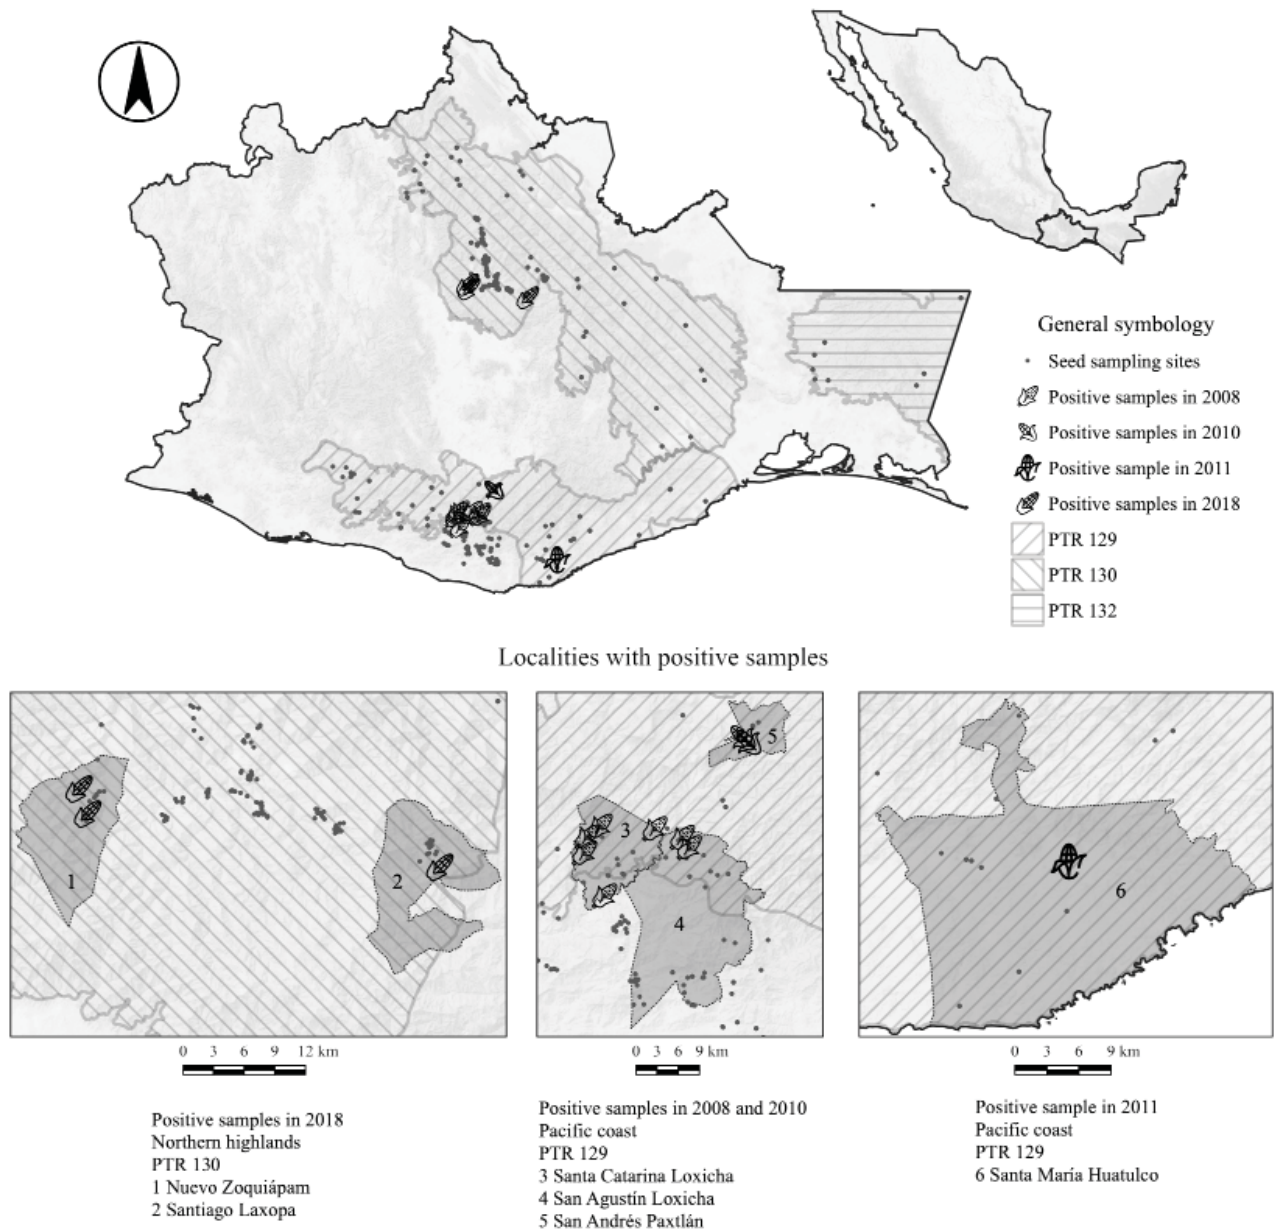 General symbology
Seed sampling sites
Positive samples in 2008
Positive samples in 2010
Positive sample in 2011
Positive samples in 2018
PTR 129
PTR 130
PTR 132
Localities with positive samples
1
2
3
4
5
6
0 3 6 9 12 km
0 3 6 9 km
0 3 6 9 km
Positive samples in 2018
Northern highlands
PTR 130
1 Nuevo Zoquiápam
2 Santiago Laxopa
Positive samples in 2008 and 2010
Pacific coast
PTR 129
3 Santa Catarina Loxicha
4 San Agustín Loxicha
5 San Andrés Paxtlán
Positive sample in 2011
Pacific coast
PTR 129
6 Santa María Huatulco